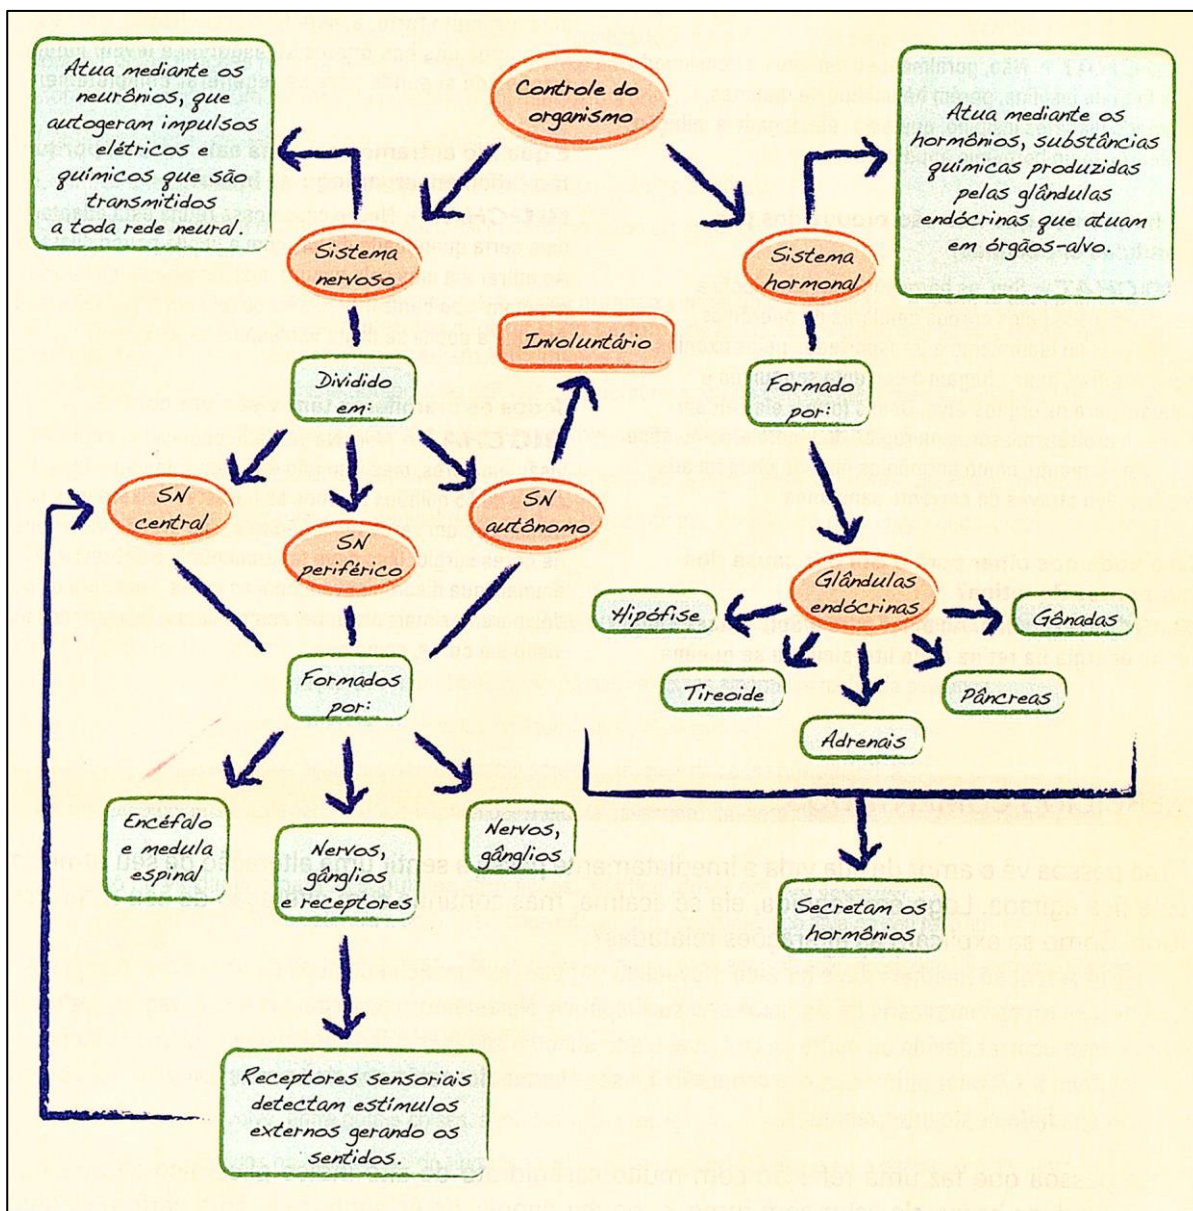 Controle do
organismo
Atua mediante os
neurônios, que
autogeram impulsos
elétricos e
químicos que são
transmitidos
a toda rede neural.
Atua mediante os
hormônios, substâncias
químicas produzidas
pelas glândulas
endócrinas que atuam
em órgãos-alvo.
Sistema
nervoso
Sistema
hormonal
Involuntário
Dividido
em:
Formado
por:
SN
central
SN
periférico
SN
autônomo
Glândulas
endócrinas
Hipófise
Gônadas
Tireoide
Pâncreas
Adrenais
Formados
por:
Encéfalo
e medula
espinal
Nervos,
gânglios
e receptores
Nervos,
gânglios
Secretam os
hormônios
Receptores sensoriais
detectam estímulos
externos gerando os
sentidos.